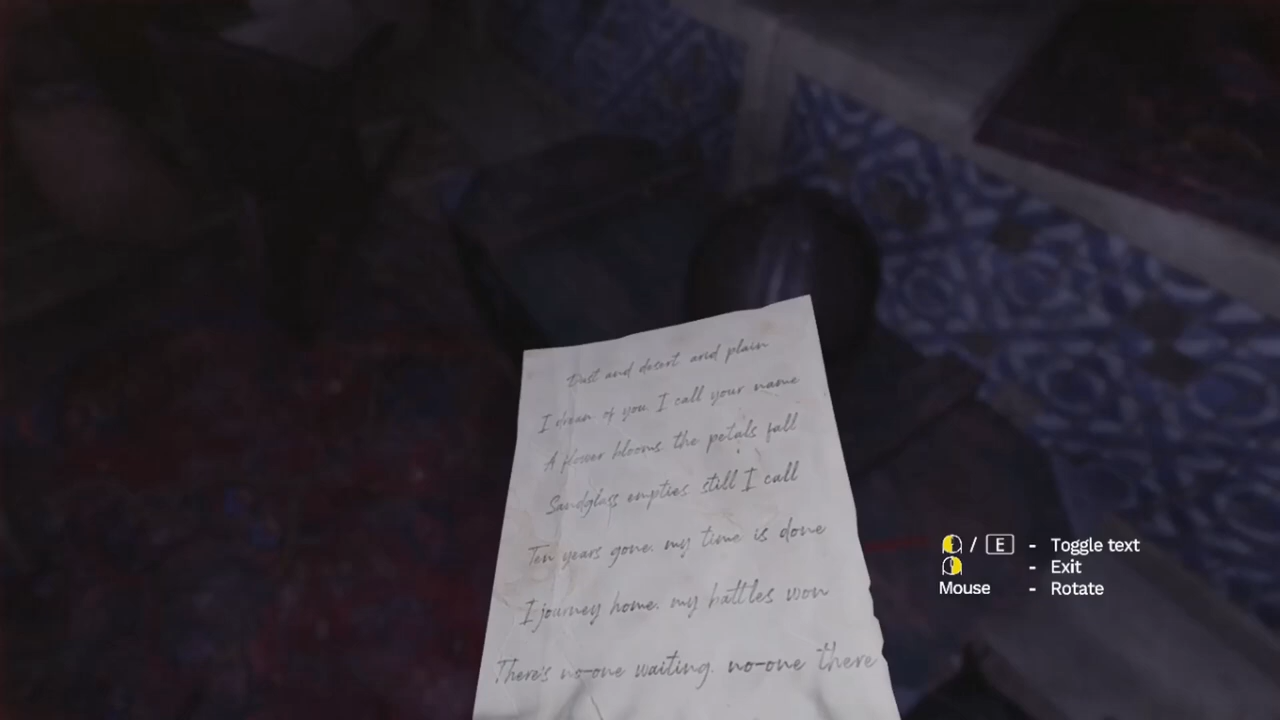 Dust and desert arid plain
I dream of you. I call your name
A flower blooms the petals fall
Sandglass empties still I call
Ten years gone. my time is done
I journey home. my battles won
There's no-one waiting. no-one there
/ E - Toggle text
- Exit
Mouse - Rotate